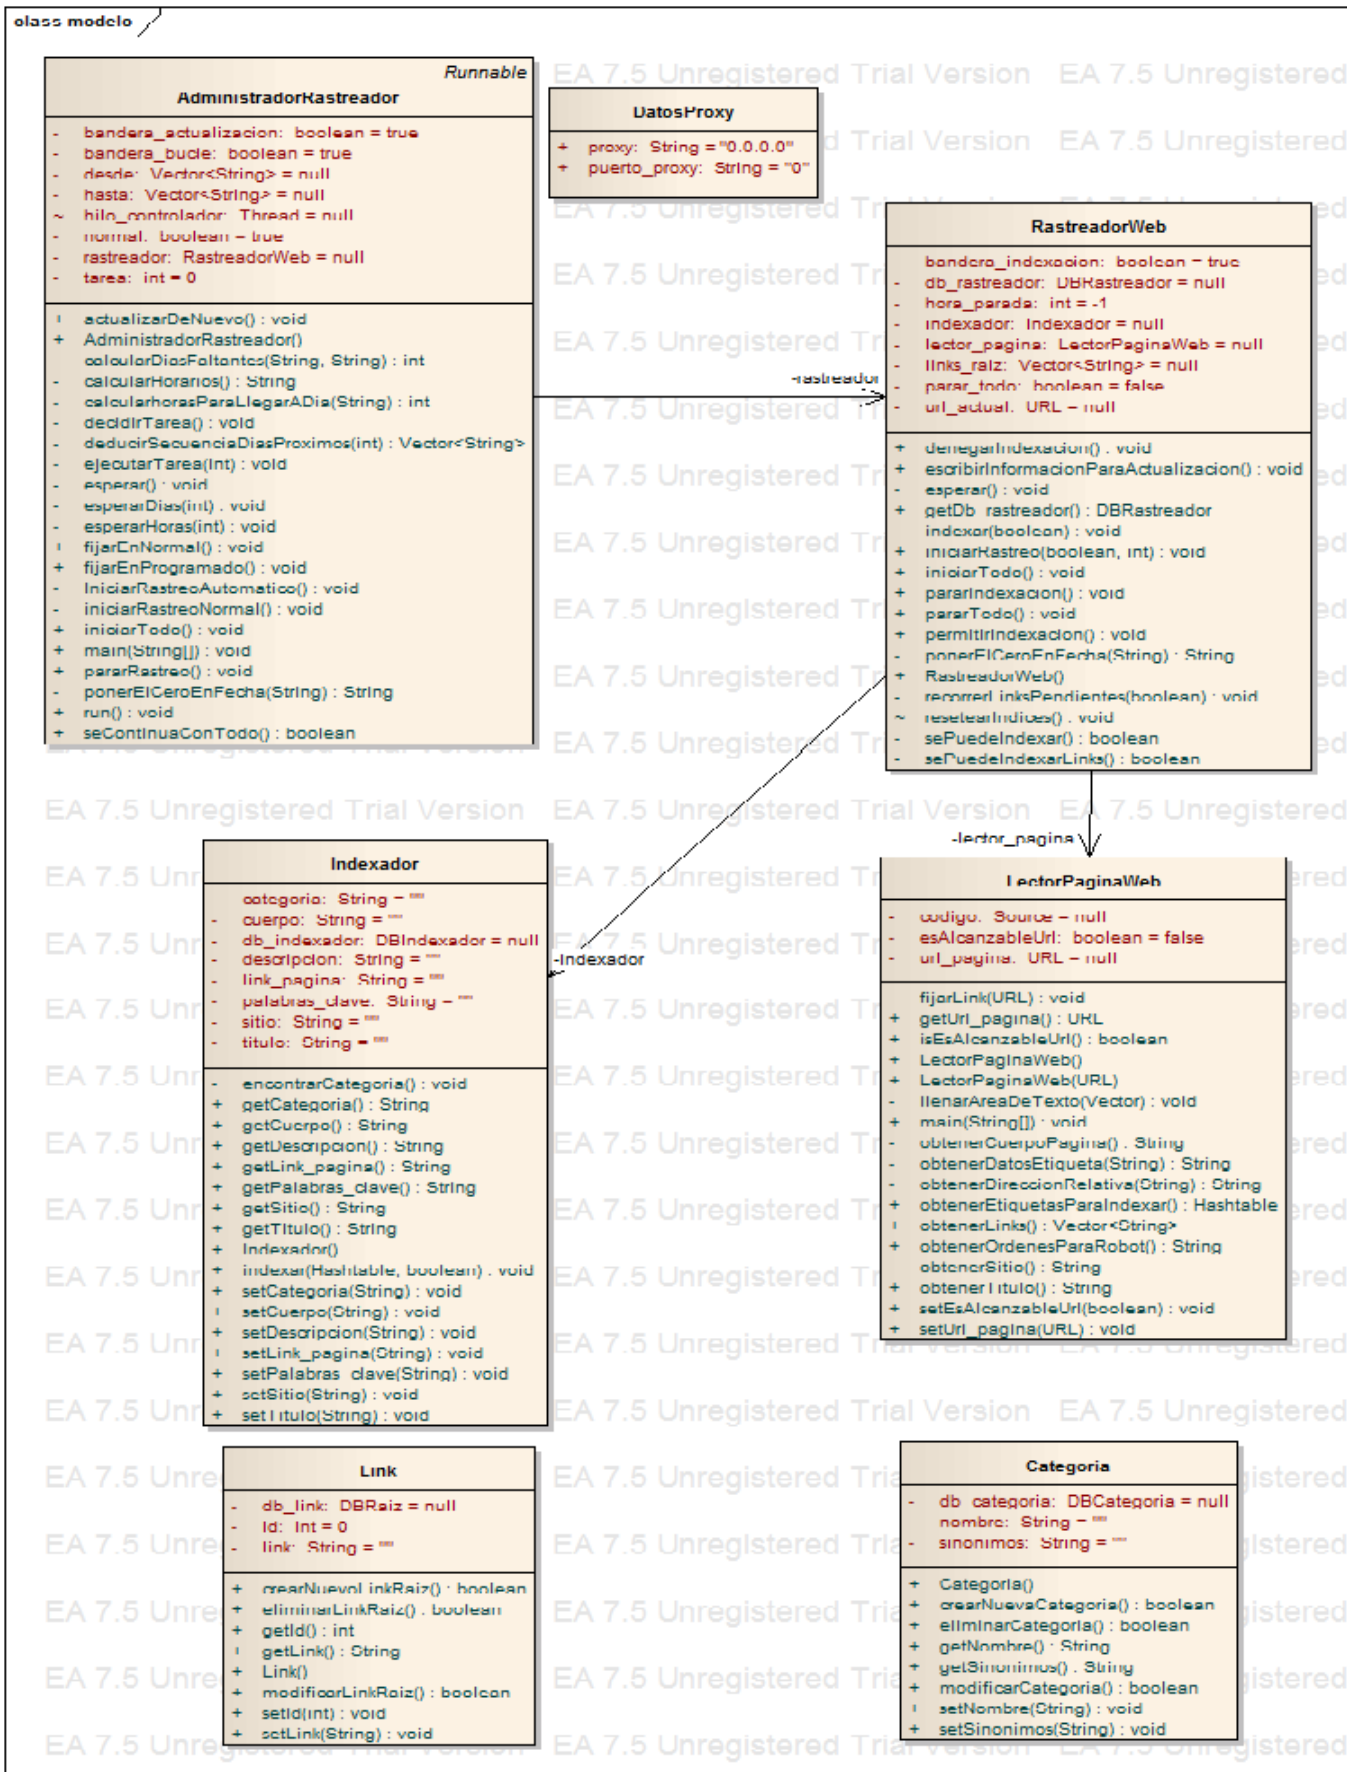 class modelo
Runnable
AdministradorRastreador
- bandera_actualizacion: boolean = true
- bandera_bucle: boolean = true
- desde: Vector<String> = null
- hasta: Vector<String> = null
~ hilo_controlador: Thread = null
- normal: boolean = true
- rastreador: RastreadorWeb = null
- tarea: int = 0
+ actualizarDeNuevo() : void
+ AdministradorRastreador()
calcularDiasFaltantes(String, String) : int
- calcularHorarios() : String
- calcularhorasParaLlegarADia(String) : int
- decidirTarea() : void
- deducirSecuenciaDiasProximos(int) : Vector<String>
- ejecutarTarea(int) : void
- esperar() : void
- esperarDias(int) : void
- esperarHoras(int) : void
+ fijarEnNormal() : void
+ fijarEnProgramado() : void
- IniciarRastreoAutomatico() : void
- iniciarRastreoNormal() : void
+ iniciarTodo() : void
+ main(String[]) : void
+ pararRastreo() : void
- ponerElCeroEnFecha(String) : String
+ run() : void
+ seContinuaConTodo() : boolean
DatosProxy
+ proxy: String = "0.0.0.0"
+ puerto_proxy: String = "0"
RastreadorWeb
bandera_indexacion: boolean = true
- db_rastreador: DBRastreador = null
- hora_parada: int = -1
- indexador: Indexador = null
- lector_pagina: LectorPaginaWeb = null
- links_raiz: Vector<String> = null
- parar_todo: boolean = false
- url_actual: URL = null
+ denegarIndexacion() : void
+ escribirInformacionParaActualizacion() : void
- esperar() : void
+ getDb_rastreador() : DBRastreador
indexar(boolean) : void
+ iniciarRastreo(boolean, int) : void
+ iniciarTodo() : void
+ pararIndexacion() : void
+ pararTodo() : void
+ permitirIndexacion() : void
- ponerElCeroEnFecha(String) : String
+ RastreadorWeb()
- recorrerLinksPendientes(boolean) : void
~ resetearIndices() : void
- sePuedeIndexar() : boolean
- sePuedeIndexarLinks() : boolean
-rastreador
-lector_pagina
-indexador
Indexador
categoria: String = ""
- cuerpo: String = ""
- db_indexador: DBIndexador = null
- descripcion: String = ""
- link_pagina: String = ""
- palabras_clave: String = ""
- sitio: String = ""
- titulo: String = ""
- encontrarCategoria() : void
+ getCategoria() : String
+ getCuerpo() : String
+ getDescripcion() : String
+ getLink_pagina() : String
+ getPalabras_clave() : String
+ getSitio() : String
+ getTitulo() : String
+ Indexador()
+ indexar(Hashtable, boolean) : void
+ setCategoria(String) : void
+ setCuerpo(String) : void
+ setDescripcion(String) : void
+ setLink_pagina(String) : void
+ setPalabras_clave(String) : void
+ setSitio(String) : void
+ setTitulo(String) : void
LectorPaginaWeb
- codigo: Source = null
- esAlcanzableUrl: boolean = false
- url_pagina: URL = null
fijarLink(URL) : void
+ getUrl_pagina() : URL
+ isEsAlcanzableUrl() : boolean
+ LectorPaginaWeb()
+ LectorPaginaWeb(URL)
- llenarAreaDeTexto(Vector) : void
+ main(String[]) : void
- obtenerCuerpoPagina() : String
- obtenerDatosEtiqueta(String) : String
- obtenerDireccionRelativa(String) : String
+ obtenerEtiquetasParaIndexar() : Hashtable
+ obtenerLinks() : Vector<String>
+ obtenerOrdenesParaRobot() : String
obtenerSitio() : String
+ obtenerTitulo() : String
+ setEsAlcanzableUrl(boolean) : void
+ setUrl_pagina(URL) : void
Link
- db_link: DBRaiz = null
- id: int = 0
- link: String = ""
+ crearNuevoLinkRaiz() : boolean
+ eliminarLinkRaiz() : boolean
+ getId() : int
+ getLink() : String
+ Link()
+ modificarLinkRaiz() : boolean
+ setId(int) : void
+ setLink(String) : void
Categoria
- db_categoria: DBCategoria = null
nombre: String = ""
- sinonimos: String = ""
+ Categoria()
+ crearNuevaCategoria() : boolean
+ eliminarCategoria() : boolean
+ getNombre() : String
+ getSinonimos() : String
+ modificarCategoria() : boolean
+ setNombre(String) : void
+ setSinonimos(String) : void
EA 7.5 Unregistered Trial Version EA 7.5 Unregistered